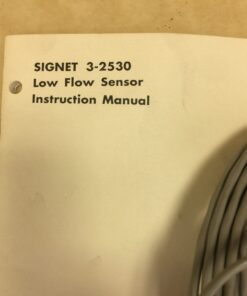 SIGNET 3-2530
Low Flow Sensor
Instruction Manual